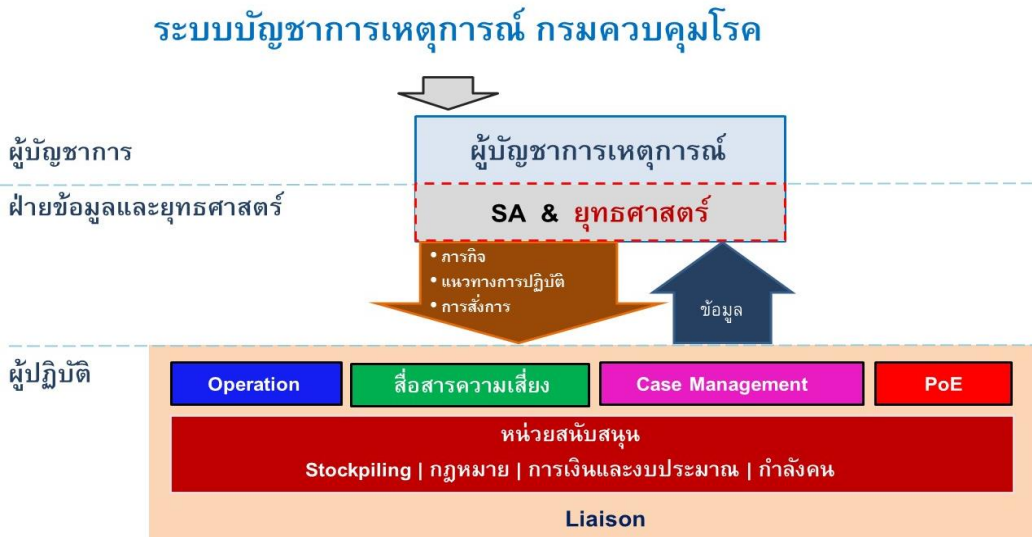 ระบบบัญชาการเหตุการณ์ กรมควบคุมโรค
ผู้บัญชาการ
ผู้บัญชาการเหตุการณ์
ฝ่ายข้อมูลและยุทธศาสตร์
SA & ยุทธศาสตร์
• ภารกิจ
• แนวทางการปฏิบัติ
• การสั่งการ
ข้อมูล
ผู้ปฏิบัติ
Operation
สื่อสารความเสี่ยง
Case Management
PoE
หน่วยสนับสนุน
Stockpiling | กฎหมาย | การเงินและงบประมาณ | กำลังคน
Liaison